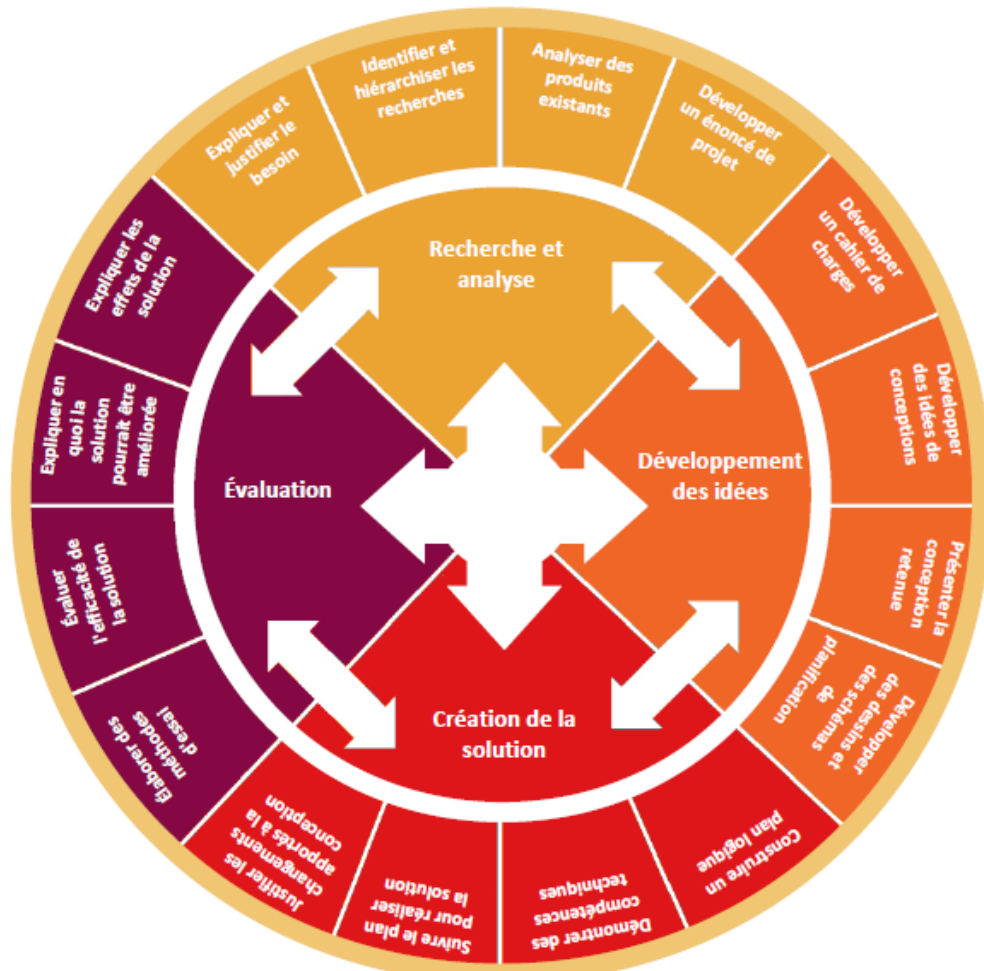 Expliquer et
justifier le
besoin
Identifier et
hiérarchiser les
recherches
Analyser des
produits
existants
Développer
un énoncé de
projet
Développer
un cahier de
charges
Développer
des idées de
conceptions
Présenter la
conception
retenue
Développer
des dessins et
des schémas
de
planification
Construire un
plan logique
Démontrer des
compétences
techniques
Suivre le plan
pour réaliser
la solution
Justifier les
changements
apportés à la
conception
Élaborer des
méthodes
d'essai
Évaluer
l'efficacité de
la solution
Expliquer en
quoi la
solution
pourrait être
améliorée
Expliquer les
effets de la
solution
Recherche et
analyse
Développement
des idées
Création de la
solution
Évaluation